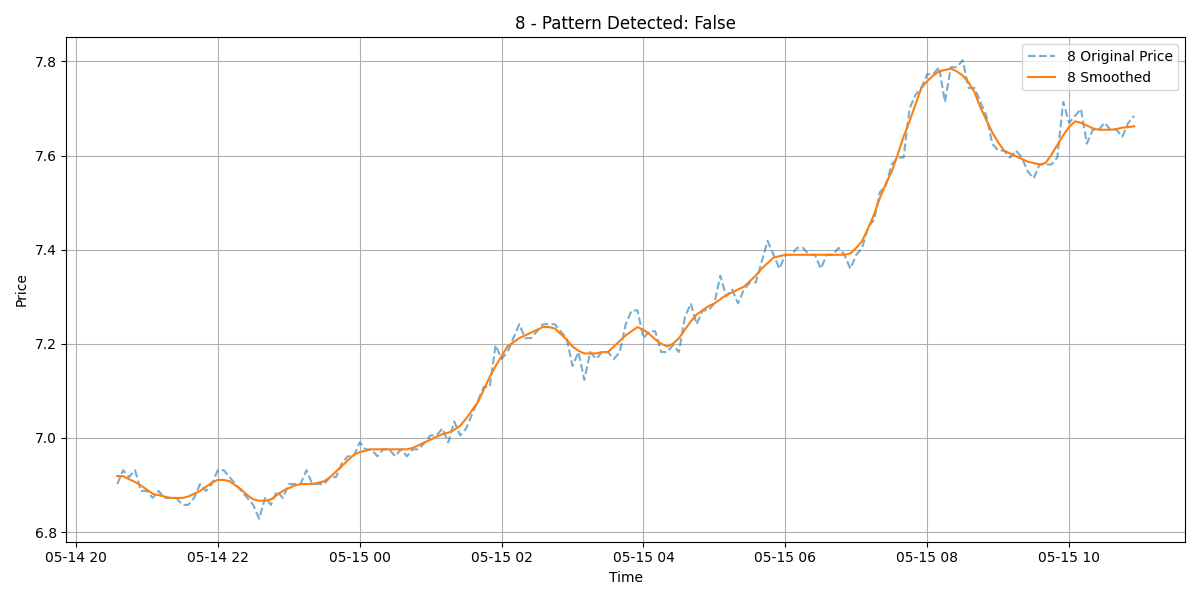 8 - Pattern Detected: False
8 Original Price
8 Smoothed
Price
7.8
7.6
7.4
7.2
7.0
6.8
05-14 20 05-14 22 05-15 00 05-15 02 05-15 04 05-15 06 05-15 08 05-15 10
Time